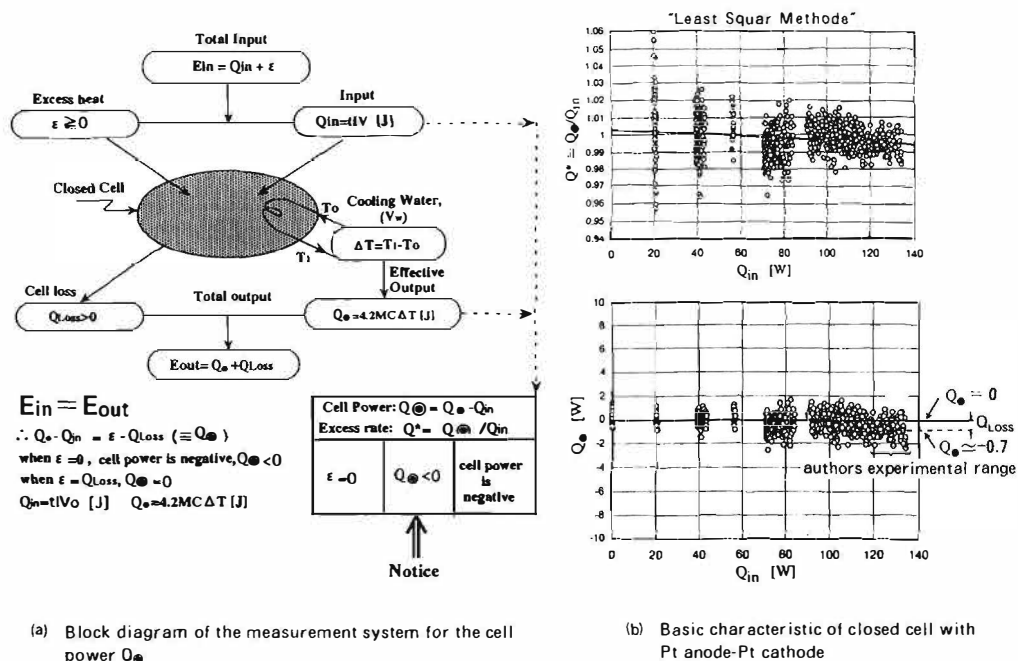 Total Input
Ein = Qin + ε
Excess heat
ε ≧ 0
Input
Qin=tIV [J]
Closed Cell
To
Cooling Water,
(Vw)
T1
ΔT=T1-To
Effective
Output
Cell loss
QLoss>0
Total output
Q●=4.2MCΔT [J]
Eout= Q● +QLoss
Ein = Eout
∴ Q●-Qin = ε -QLoss (≡Q◉)
when ε =0, cell power is negative,Q◉<0
when ε =QLoss, Q◉=0
Qin=tIVo [J] Q●=4.2MCΔT [J]
Cell Power: Q◉= Q● -Qin
Excess rate: Q*= Q◉ /Qin
ε =0
Q◉ <0
cell power
is
negative
Notice
(a) Block diagram of the measurement system for the cell
power Q◉
"Least Squar Methode"
1.06
1.05
1.04
1.03
1.02
1.01
1
0.99
0.98
0.97
0.96
0.95
0.94
Q* ≡ Q●/Qin
0 20 40 60 80 100 120 140
Qin [W]
10
8
6
4
2
0
-2
-4
-6
-8
-10
Q◉ [W]
Q◉ = 0
QLoss
Q◉ ≃-0.7
authors experimental range
0 20 40 60 80 100 120 140
Qin [W]
(b) Basic characteristic of closed cell with
Pt anode-Pt cathode